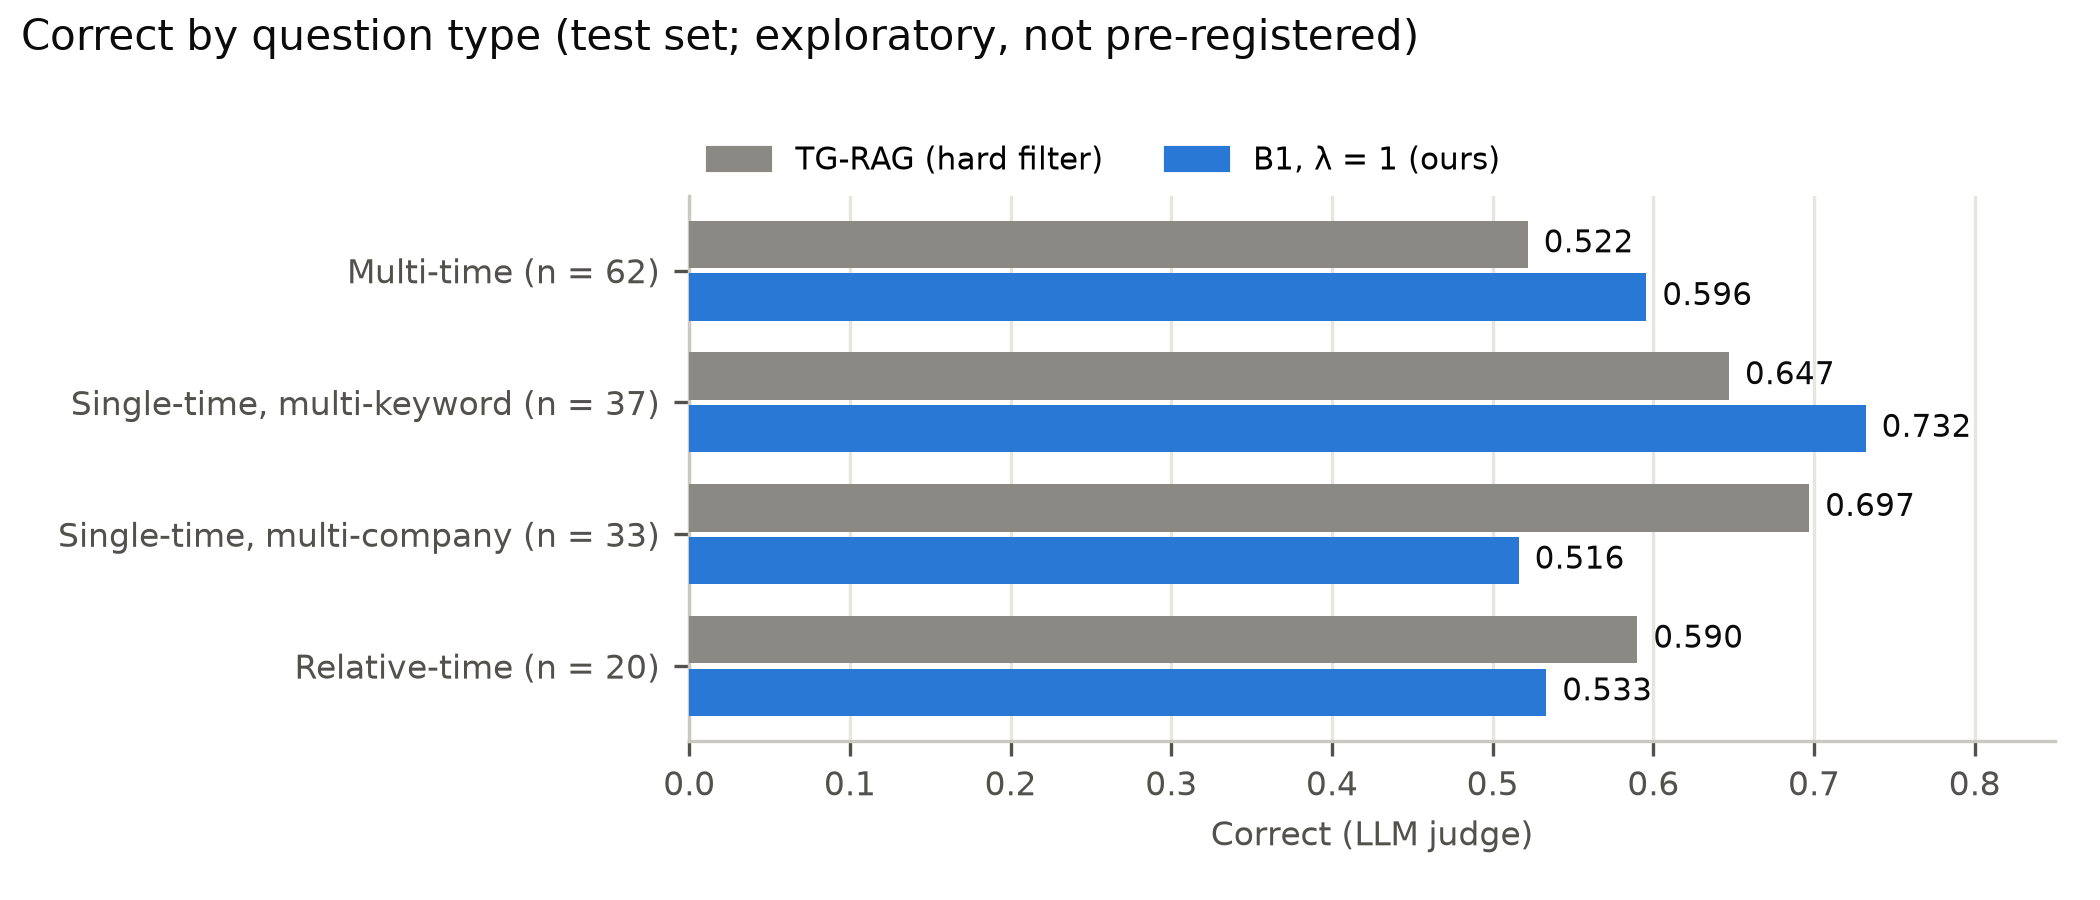 Correct by question type (test set; exploratory, not pre-registered)
TG-RAG (hard filter)
B1, λ = 1 (ours)
Multi-time (n = 62)
0.522
0.596
Single-time, multi-keyword (n = 37)
0.647
0.732
Single-time, multi-company (n = 33)
0.697
0.516
Relative-time (n = 20)
0.590
0.533
0.0 0.1 0.2 0.3 0.4 0.5 0.6 0.7 0.8
Correct (LLM judge)